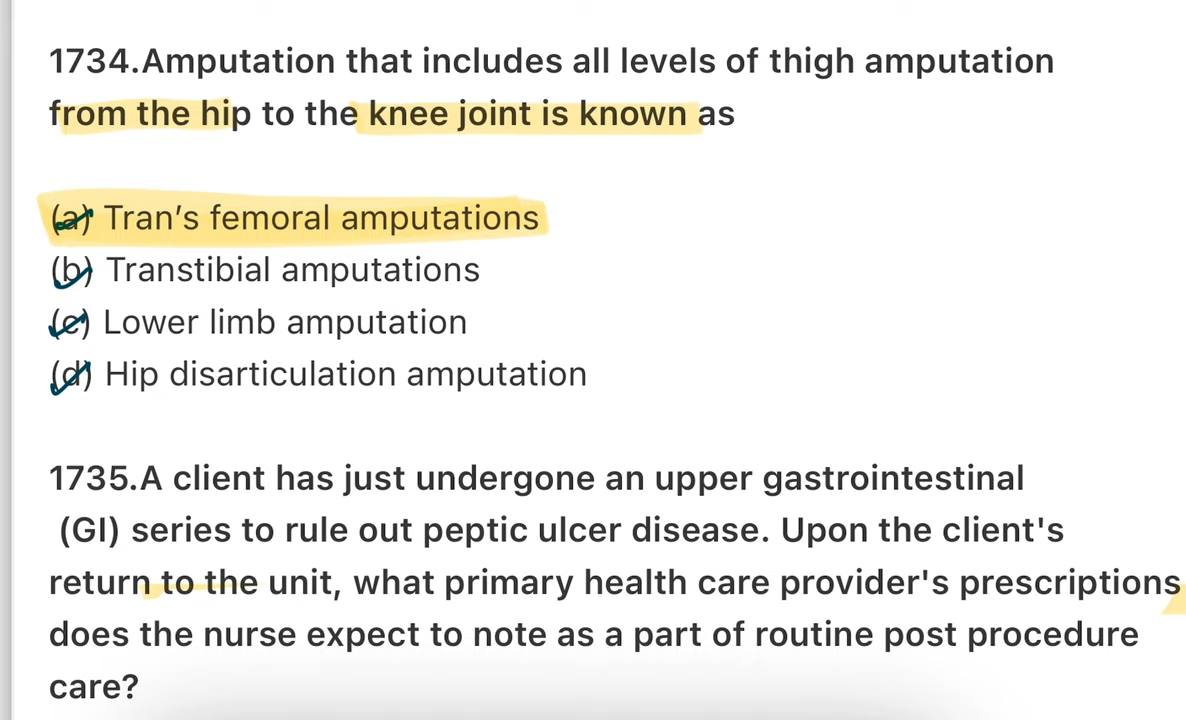 1734.Amputation that includes all levels of thigh amputation
from the hip to the knee joint is known as
(a) Tran's femoral amputations
(b) Transtibial amputations
(c) Lower limb amputation
(d) Hip disarticulation amputation
1735.A client has just undergone an upper gastrointestinal
(GI) series to rule out peptic ulcer disease. Upon the client's
return to the unit, what primary health care provider's prescriptions
does the nurse expect to note as a part of routine post procedure
care?